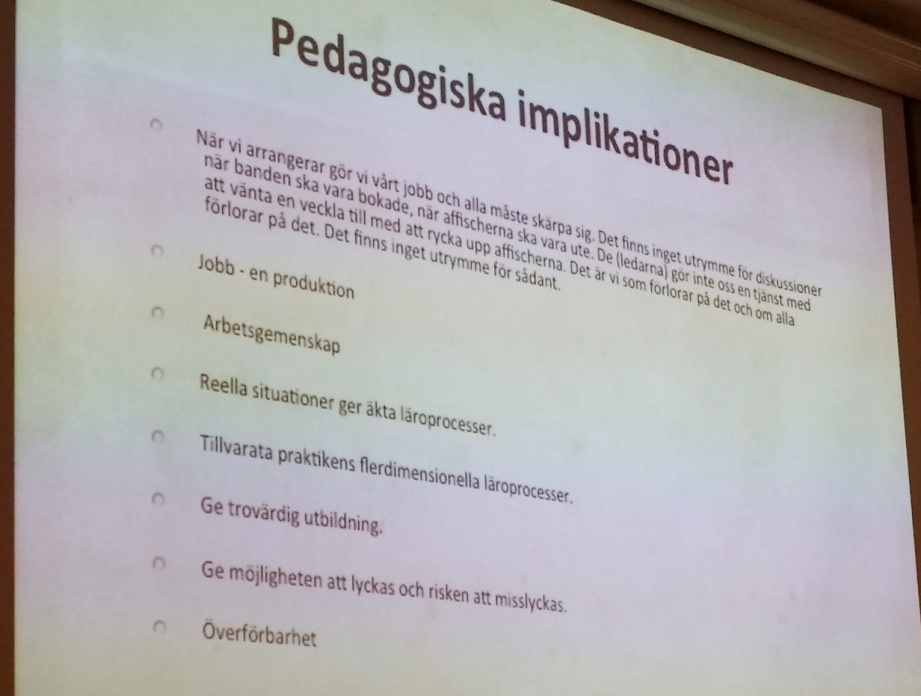 Pedagogiska implikationer
När vi arrangerar gör vi vårt jobb och alla måste skärpa sig. Det finns inget utrymme för diskussioner
när banden ska vara bokade, när affischerna ska vara ute. De (ledarna) gör inte oss en tjänst med
att vänta en veckla till med att rycka upp affischerna. Det är vi som förlorar på det och om alla
förlorar på det. Det finns inget utrymme för sådant.
Jobb - en produktion
Arbetsgemenskap
Reella situationer ger äkta läroprocesser.
Tillvarata praktikens flerdimensionella läroprocesser.
Ge trovärdig utbildning.
Ge möjligheten att lyckas och risken att misslyckas.
Överförbarhet